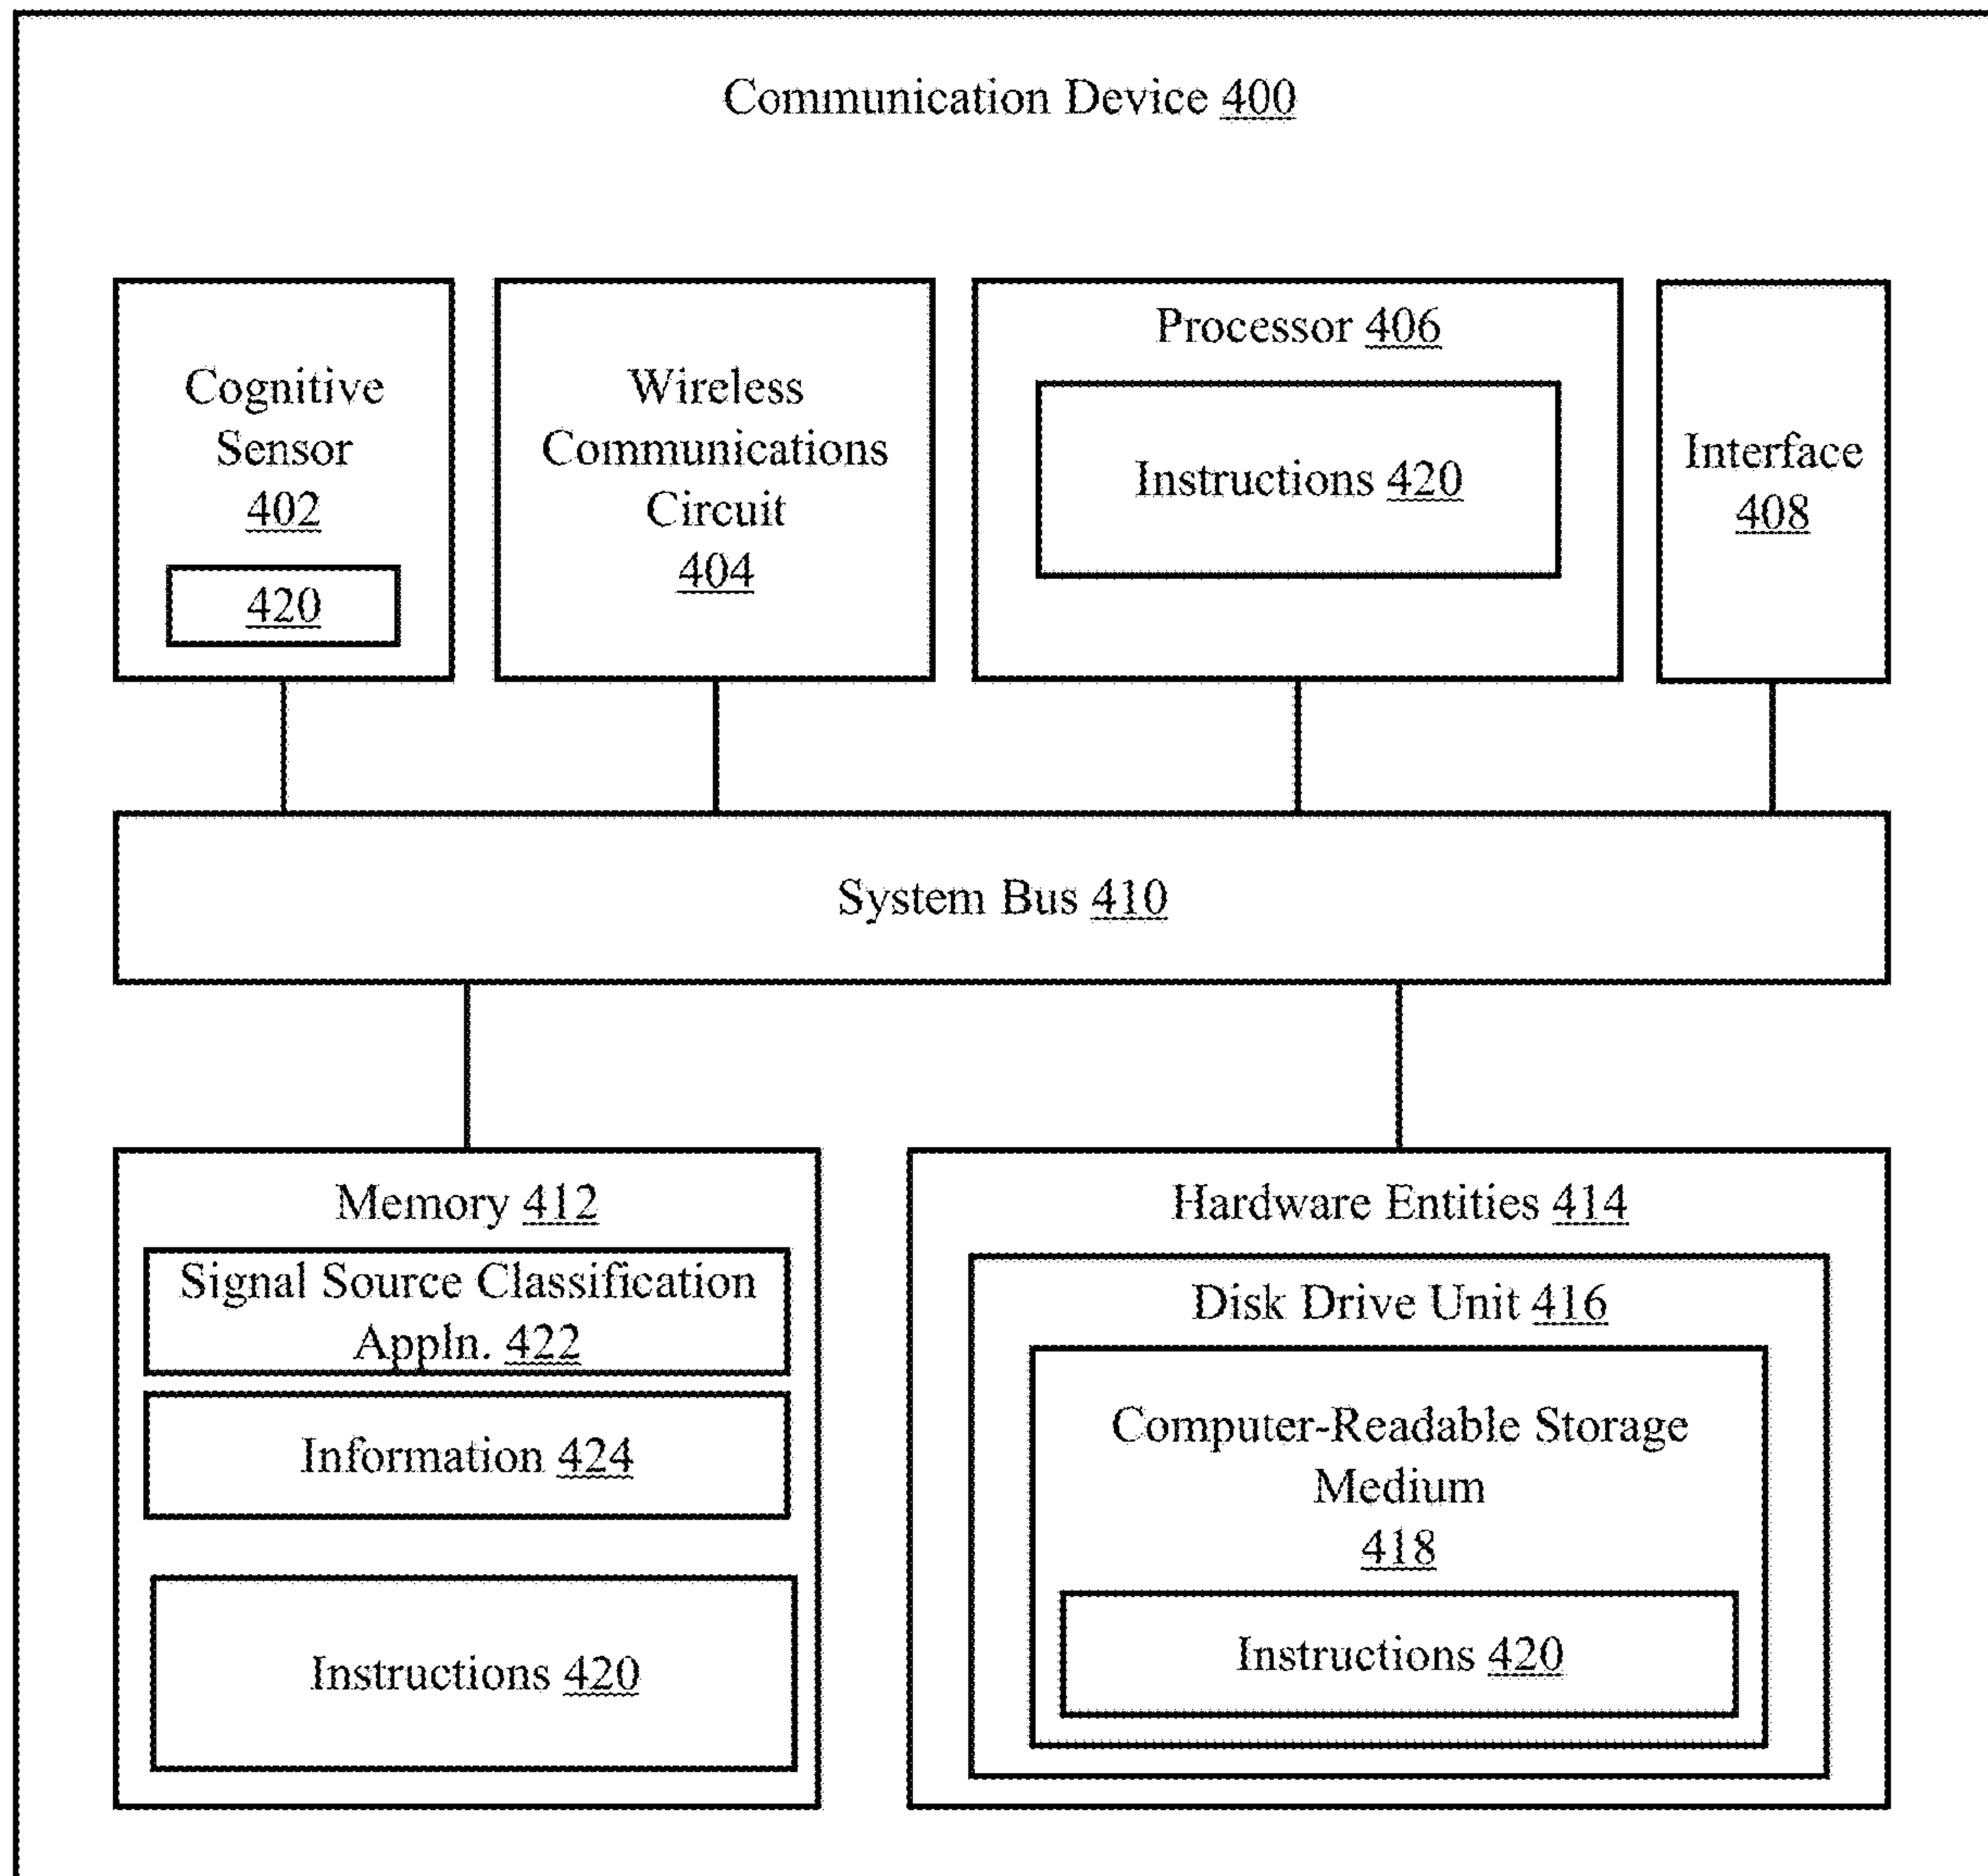 Communication Device 400
Cognitive
Sensor
402
420
Wireless
Communications
Circuit
404
Processor 406
Instructions 420
Interface
408
System Bus 410
Memory 412
Signal Source Classification
Appln. 422
Information 424
Instructions 420
Hardware Entities 414
Disk Drive Unit 416
Computer-Readable Storage
Medium
418
Instructions 420